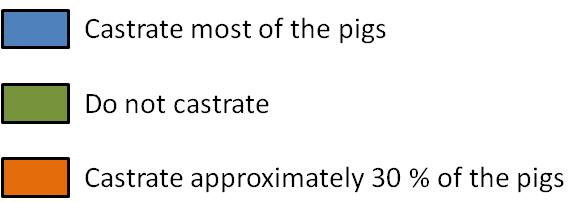 Castrate most of the pigs
Do not castrate
Castrate approximately 30 % of the pigs